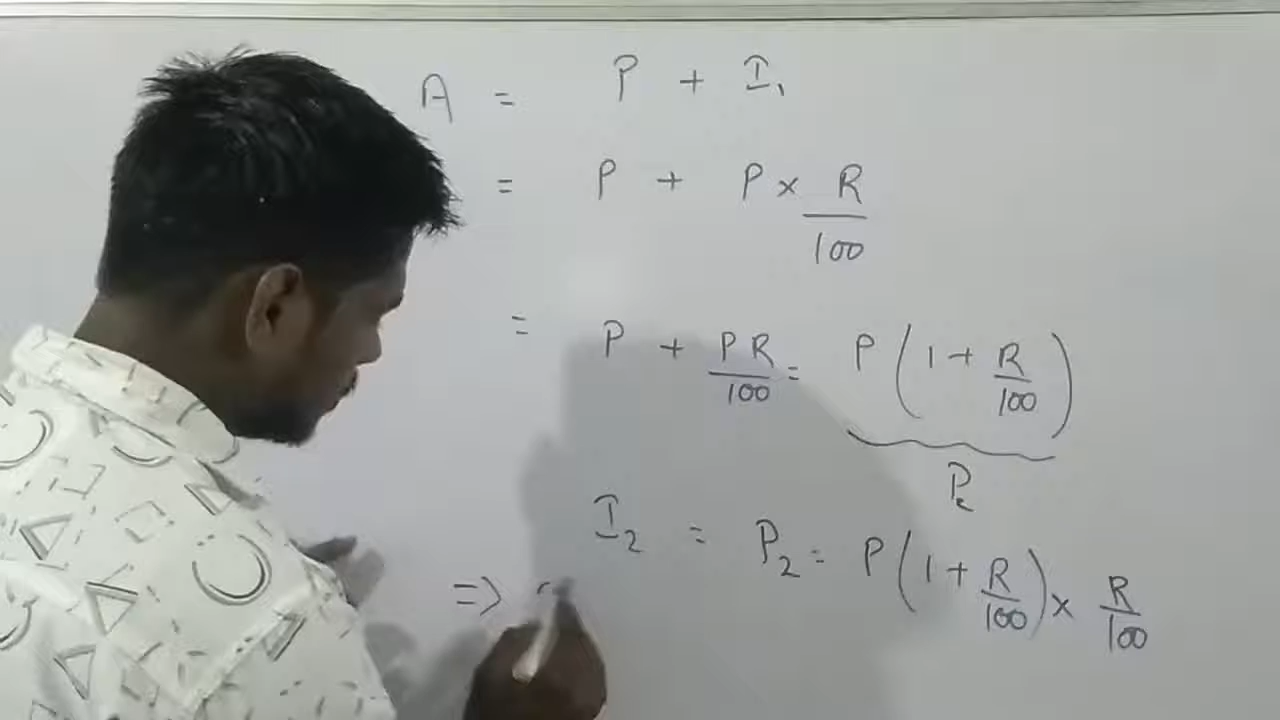 A = P + I₁
= P + P × R/100
= P + PR/100 = P(1 + R/100)
P₂
I₂ = P₂ = P(1 + R/100) × R/100
=>